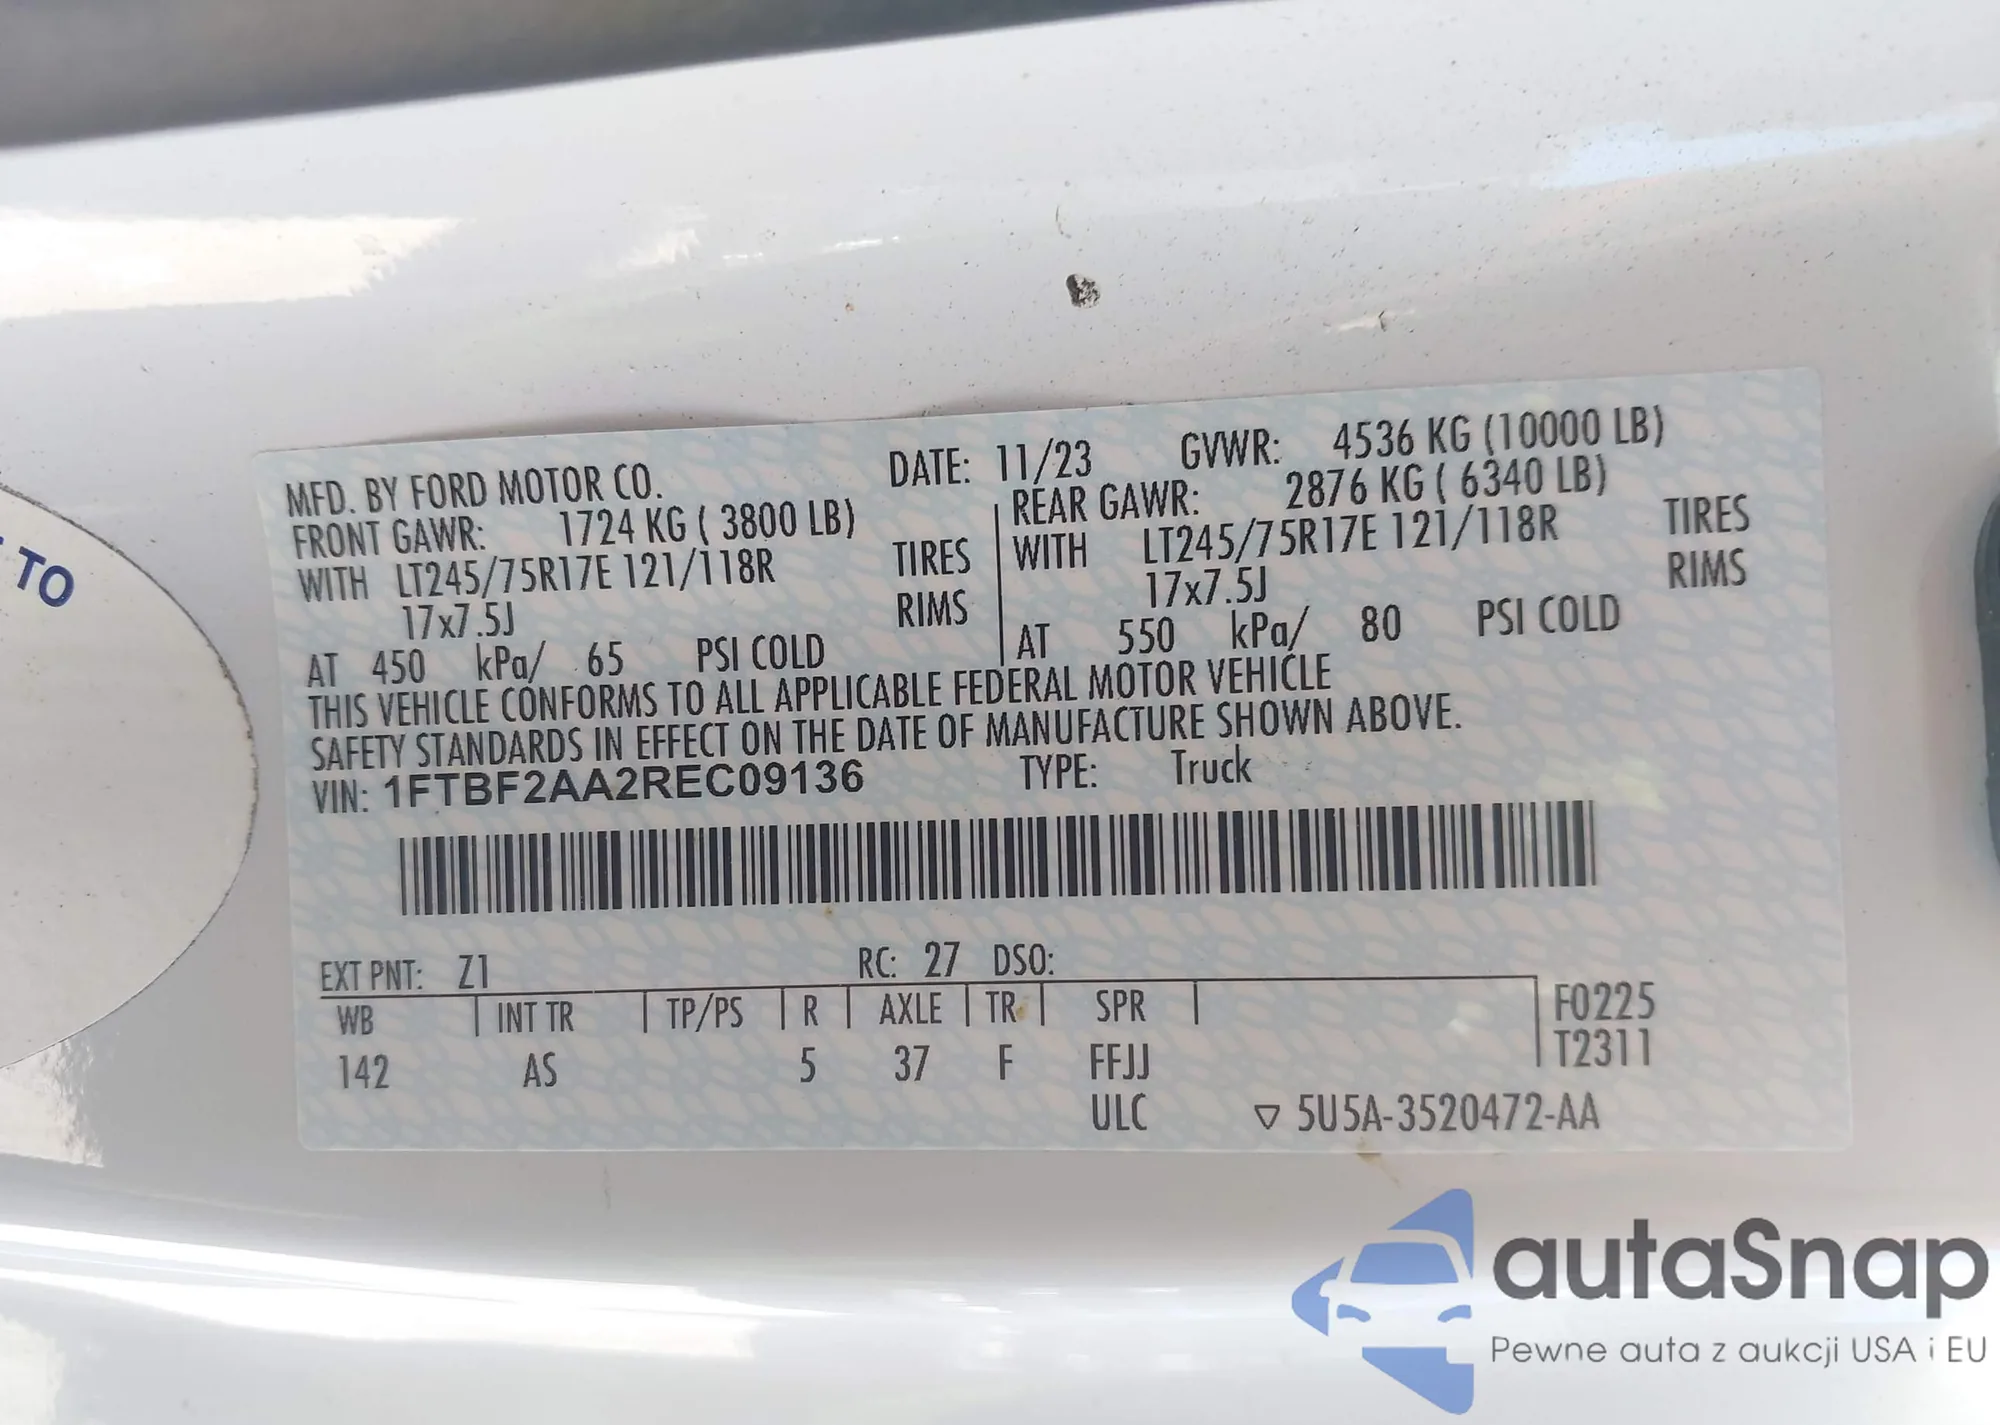 TO
MFD. BY FORD MOTOR CO. DATE: 11/23 GVWR: 4536 KG (10000 LB)
FRONT GAWR: 1724 KG ( 3800 LB) REAR GAWR: 2876 KG ( 6340 LB)
WITH LT245/75R17E 121/118R TIRES WITH LT245/75R17E 121/118R TIRES
17x7.5J RIMS 17x7.5J RIMS
AT 450 kPa/ 65 PSI COLD AT 550 kPa/ 80 PSI COLD
THIS VEHICLE CONFORMS TO ALL APPLICABLE FEDERAL MOTOR VEHICLE
SAFETY STANDARDS IN EFFECT ON THE DATE OF MANUFACTURE SHOWN ABOVE.
VIN: 1FTBF2AA2REC09136 TYPE: Truck
EXT PNT: Z1 RC: 27 DSO:
WB INT TR TP/PS R AXLE TR SPR F0225
142 AS 5 37 F FFJJ T2311
ULC ▽ 5U5A-3520472-AA
autaSnap
Pewne auta z aukcji USA i EU